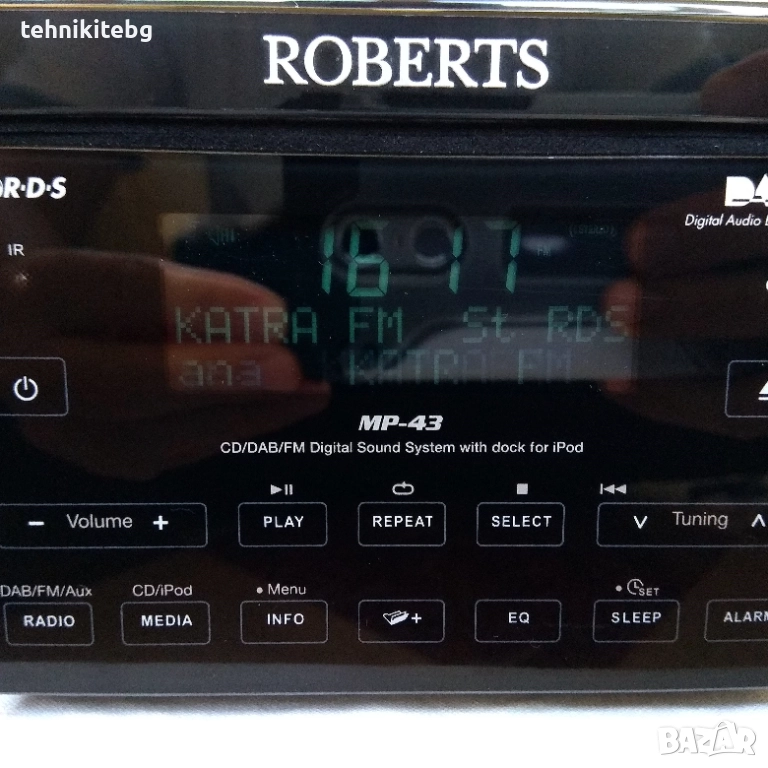 tehnikitebg
ROBERTS
R·D·S
Digital Audio
IR
16 17
KATRA FM St RDS
ana KATRA FM
MP-43
CD/DAB/FM Digital Sound System with dock for iPod
− Volume + PLAY REPEAT SELECT Tuning
DAB/FM/Aux CD/iPod • Menu • SET
RADIO MEDIA INFO + EQ SLEEP ALARM
BAZAR